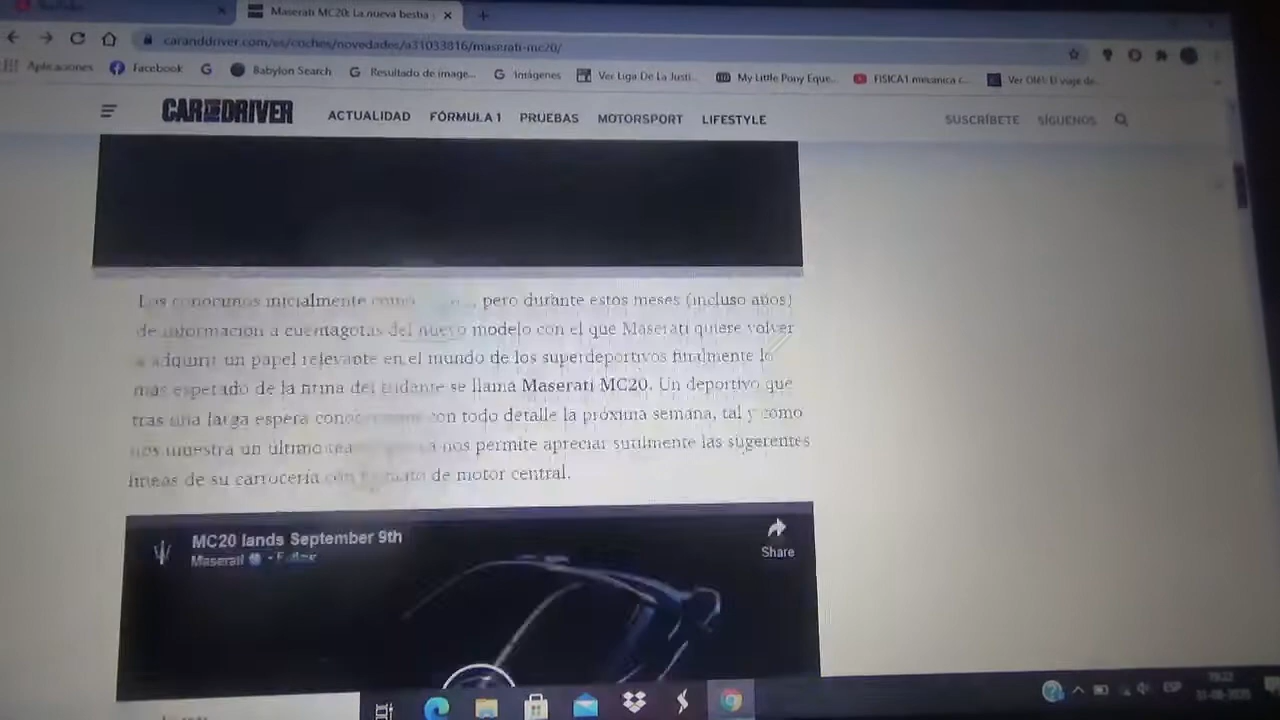 YouTube
Maserati MC20: La nueva bestia
caranddriver.com/es/coches/novedades/a31033816/maserati-mc20/
Aplicaciones Facebook G Babylon Search Resultado de image... Imágenes Ver Liga De La Justi... My Little Pony Eque... FISICA1 mecanica c...
CAR AND DRIVER ACTUALIDAD FÓRMULA 1 PRUEBAS MOTORSPORT LIFESTYLE SUSCRÍBETE SÍGUENOS
inicialmente como pero durante estos meses (incluso años)
de información a cuentagotas del nuevo modelo con el que Maserati quiere volver
a adquirir un papel relevante en el mundo de los superdeportivos finalmente lo
más esperado de la firma del tridente se llama Maserati MC20. Un deportivo que
tras una larga espera con todo detalle la próxima semana, tal y como
nos muestra un último nos permite apreciar sutilmente las sugerentes
líneas de su carrocería con de motor central.
MC20 lands September 9th
Maserati
Share
ESP